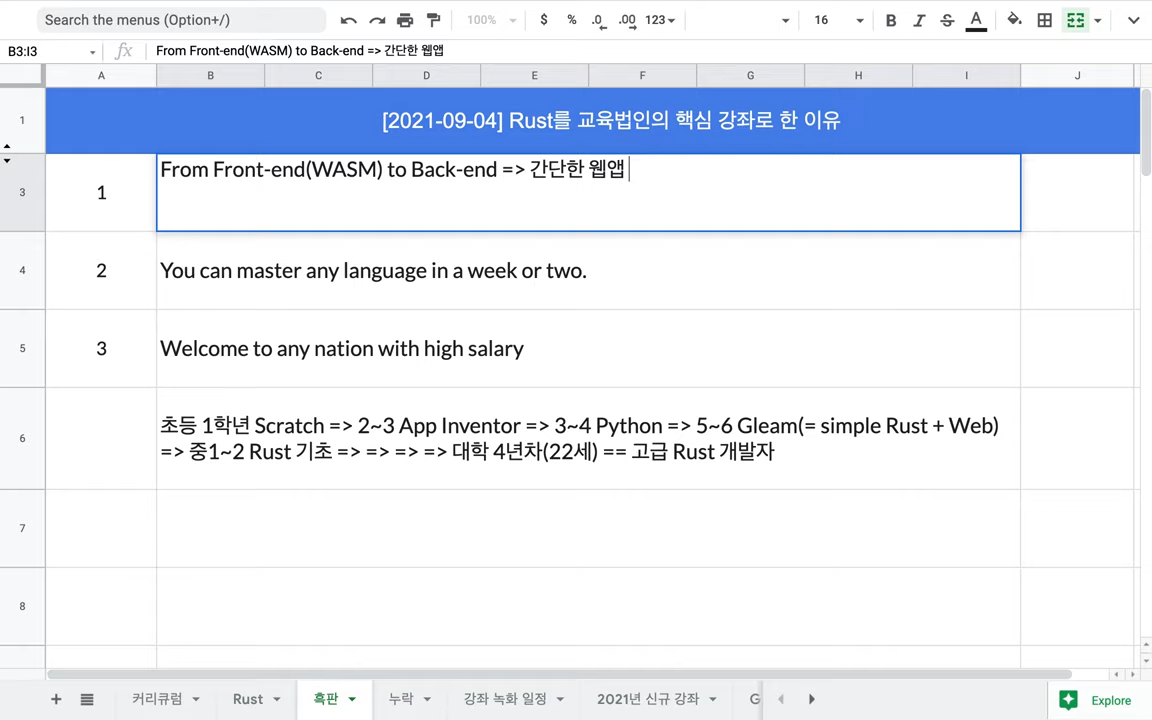 Search the menus (Option+/)
100%
$ % .0 .00 123
16
B I S A
B3:I3
fx
From Front-end(WASM) to Back-end => 간단한 웹앱
A B C D E F G H I J
1
[2021-09-04] Rust를 교육법인의 핵심 강좌로 한 이유
3
1
From Front-end(WASM) to Back-end => 간단한 웹앱
4
2
You can master any language in a week or two.
5
3
Welcome to any nation with high salary
6
초등 1학년 Scratch => 2~3 App Inventor => 3~4 Python => 5~6 Gleam(= simple Rust + Web)
=> 중1~2 Rust 기초 => => => => 대학 4년차(22세) == 고급 Rust 개발자
7
8
커리큐럼 Rust 흑판 누락 강좌 녹화 일정 2021년 신규 강좌 G
Explore